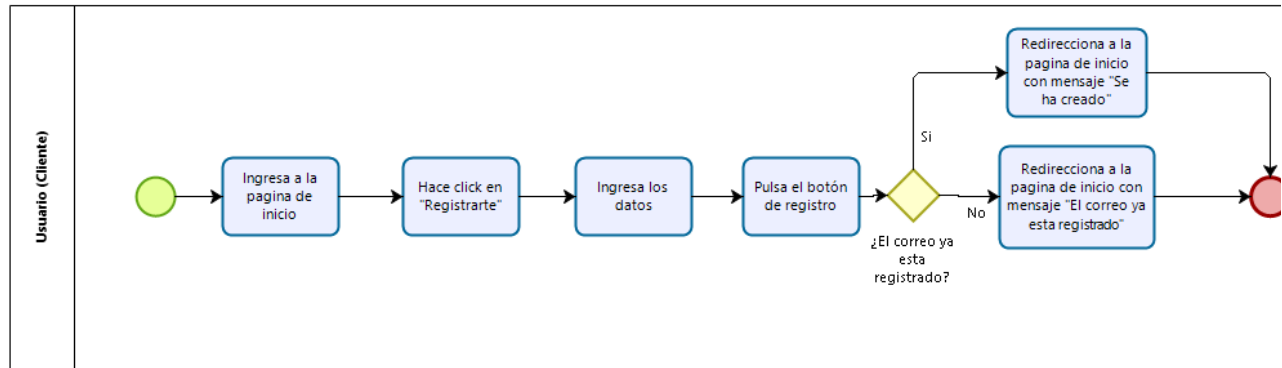 Usuario (Cliente)
Ingresa a la
pagina de
inicio
Hace click en
"Registrarte"
Ingresa los
datos
Pulsa el botón
de registro
¿El correo ya
esta
registrado?
Si
Redirecciona a la
pagina de inicio
con mensaje "Se
ha creado"
No
Redirecciona a la
pagina de inicio con
mensaje "El correo ya
esta registrado"